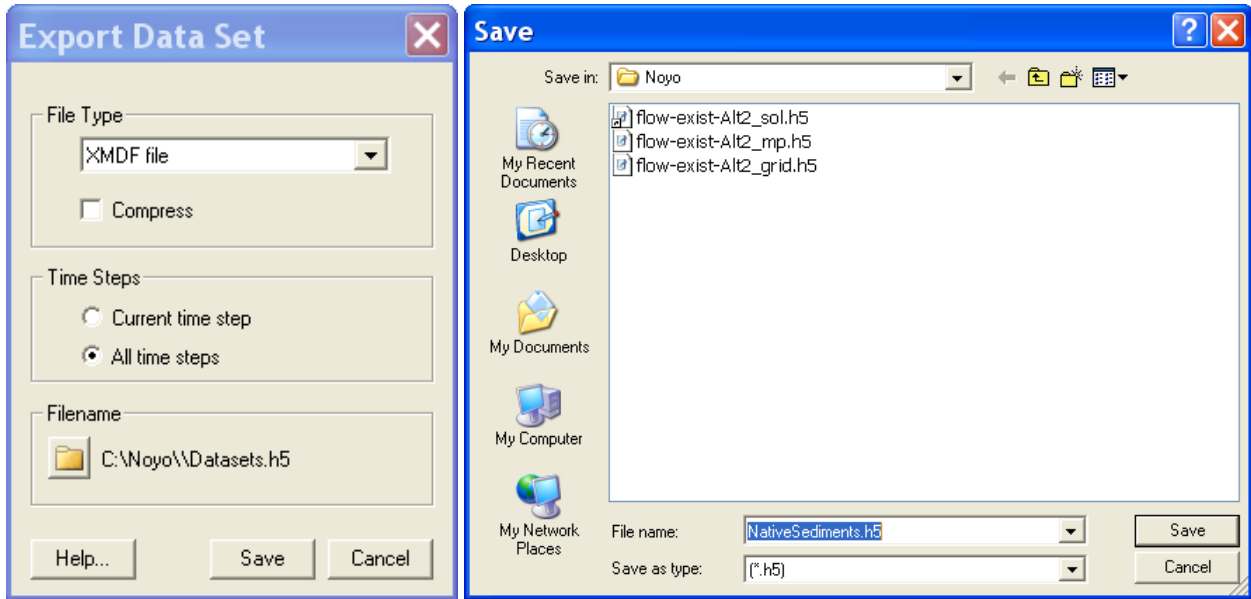 Export Data Set
File Type
XMDF file
Compress
Time Steps
Current time step
All time steps
Filename
C:\Noyo\\Datasets.h5
Help...
Save
Cancel
Save
Save in:
Noyo
flow-exist-Alt2_sol.h5
flow-exist-Alt2_mp.h5
flow-exist-Alt2_grid.h5
My Recent
Documents
Desktop
My Documents
My Computer
My Network
Places
File name:
NativeSediments.h5
Save
Save as type:
(*.h5)
Cancel